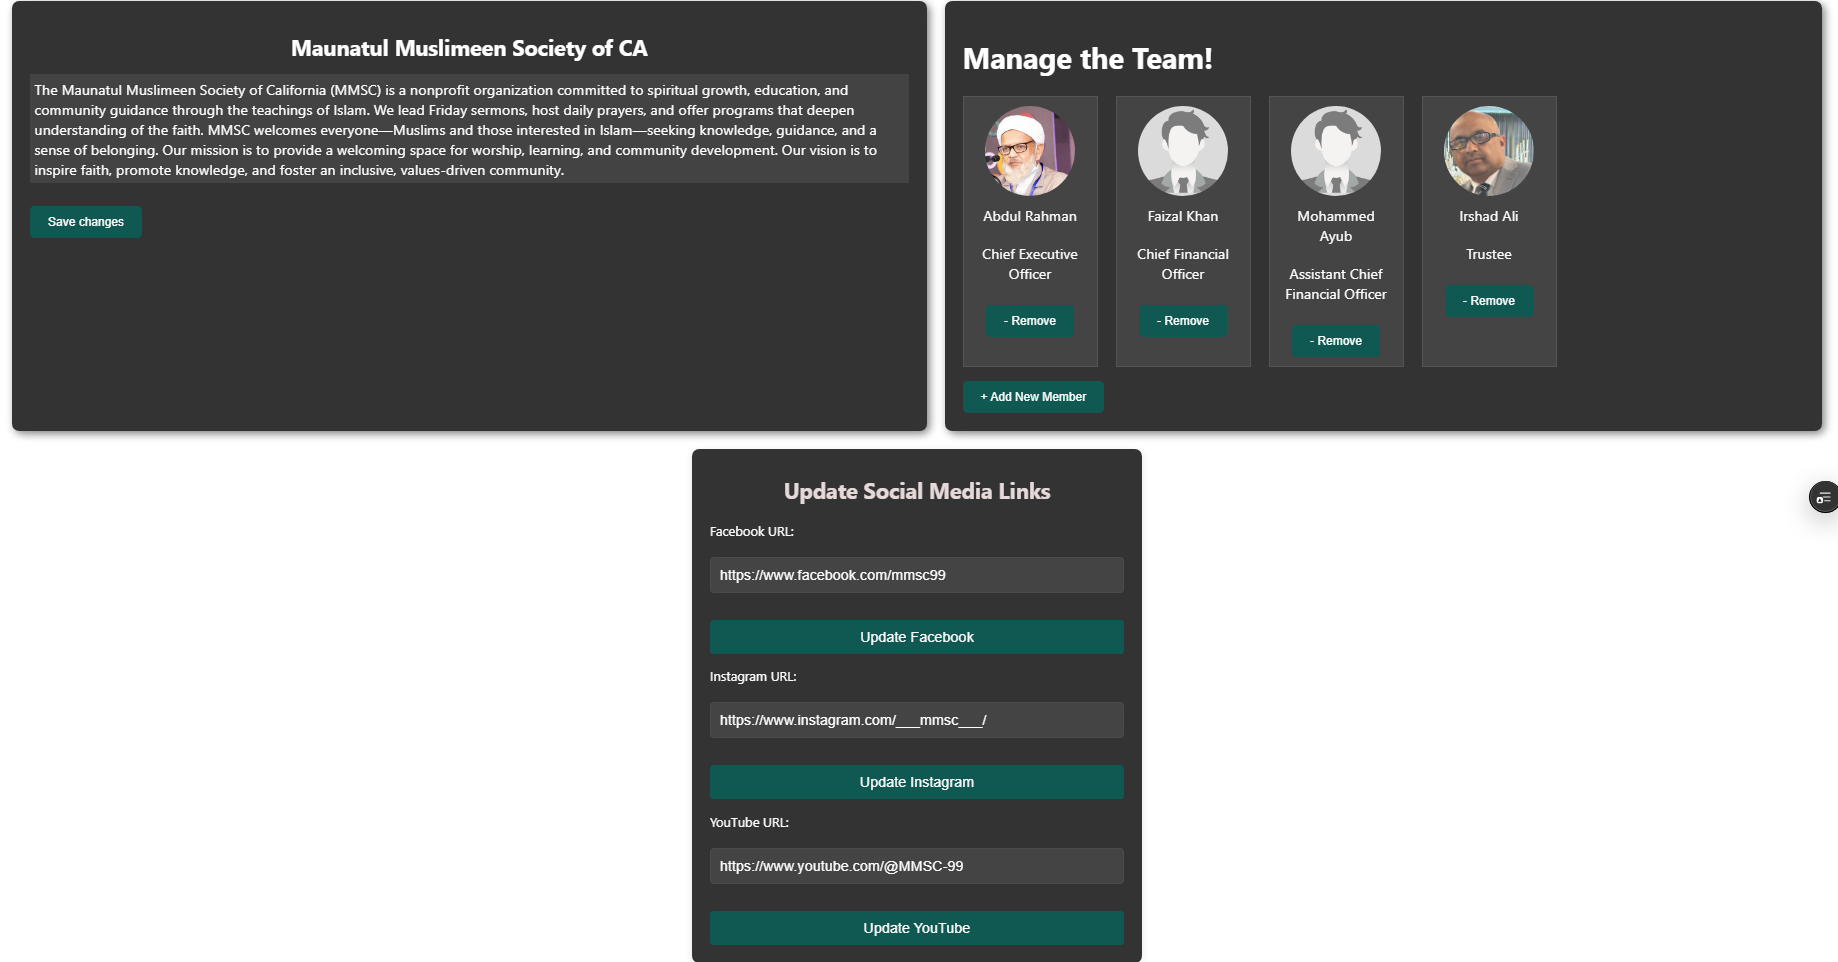 Maunatul Muslimeen Society of CA
The Maunatul Muslimeen Society of California (MMSC) is a nonprofit organization committed to spiritual growth, education, and
community guidance through the teachings of Islam. We lead Friday sermons, host daily prayers, and offer programs that deepen
understanding of the faith. MMSC welcomes everyone—Muslims and those interested in Islam—seeking knowledge, guidance, and a
sense of belonging. Our mission is to provide a welcoming space for worship, learning, and community development. Our vision is to
inspire faith, promote knowledge, and foster an inclusive, values-driven community.
Save changes
Manage the Team!
Abdul Rahman
Chief Executive
Officer
- Remove
Faizal Khan
Chief Financial
Officer
- Remove
Mohammed
Ayub
Assistant Chief
Financial Officer
- Remove
Irshad Ali
Trustee
- Remove
+ Add New Member
Update Social Media Links
Facebook URL:
https://www.facebook.com/mmsc99
Update Facebook
Instagram URL:
https://www.instagram.com/___mmsc___/
Update Instagram
YouTube URL:
https://www.youtube.com/@MMSC-99
Update YouTube